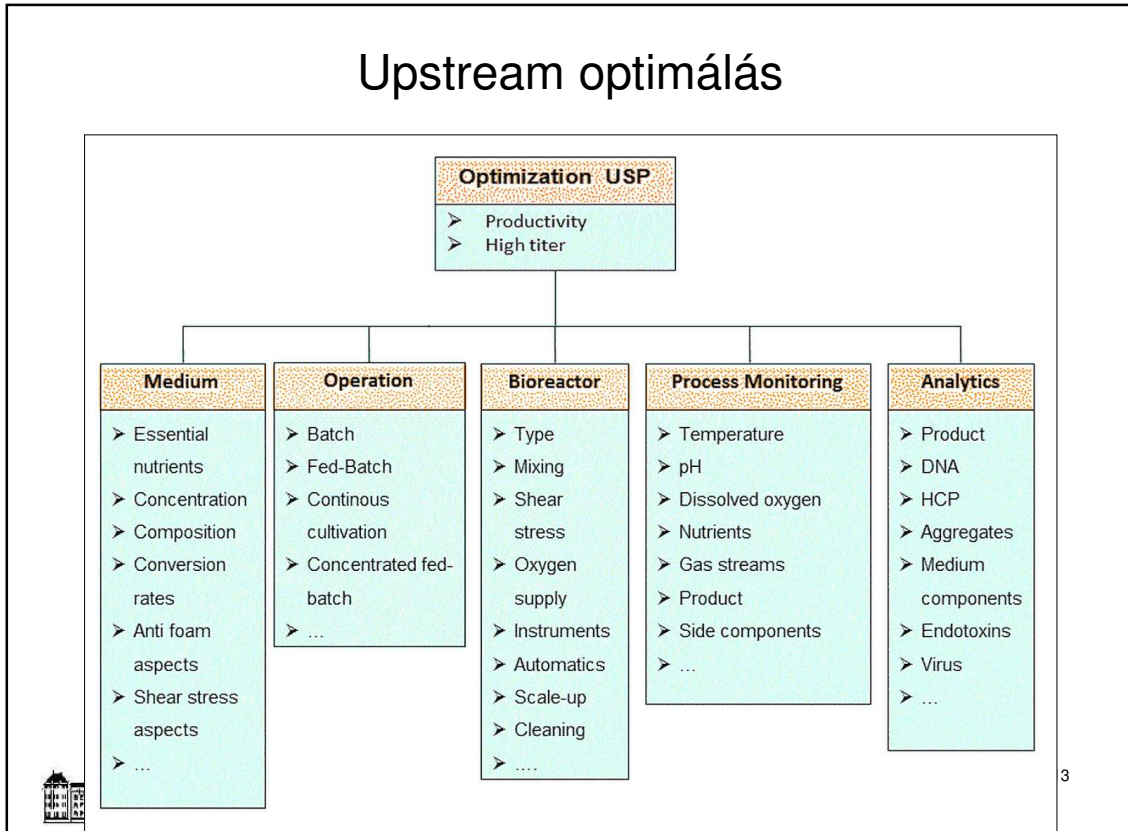 Upstream optimálás
Optimization USP
➢ Productivity
➢ High titer
Medium
➢ Essential
nutrients
➢ Concentration
➢ Composition
➢ Conversion
rates
➢ Anti foam
aspects
➢ Shear stress
aspects
➢ ...
Operation
➢ Batch
➢ Fed-Batch
➢ Continous
cultivation
➢ Concentrated fed-
batch
➢ ...
Bioreactor
➢ Type
➢ Mixing
➢ Shear
stress
➢ Oxygen
supply
➢ Instruments
➢ Automatics
➢ Scale-up
➢ Cleaning
➢ ....
Process Monitoring
➢ Temperature
➢ pH
➢ Dissolved oxygen
➢ Nutrients
➢ Gas streams
➢ Product
➢ Side components
➢ ...
Analytics
➢ Product
➢ DNA
➢ HCP
➢ Aggregates
➢ Medium
components
➢ Endotoxins
➢ Virus
➢ ...
3